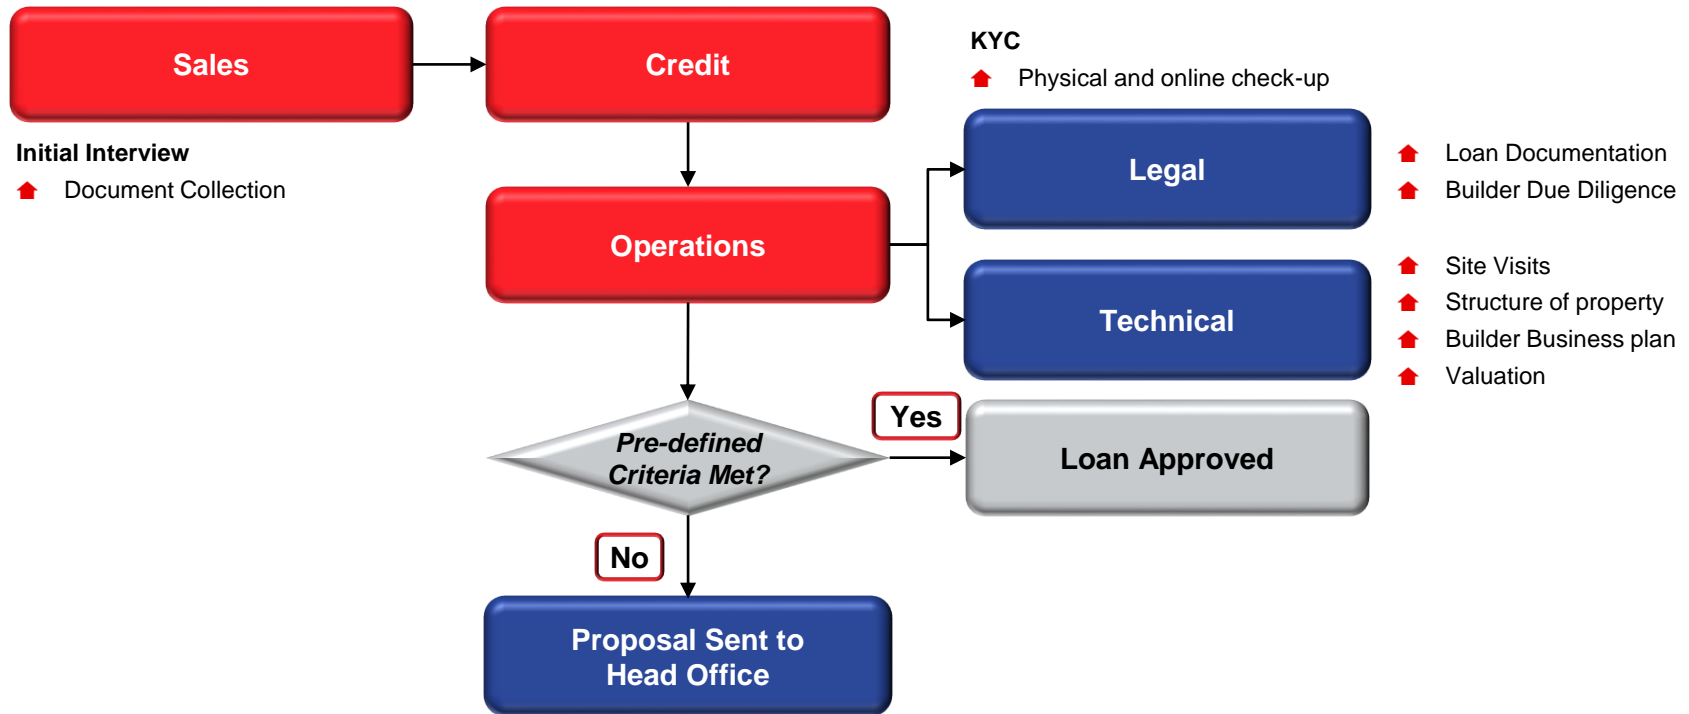 Sales
Credit
KYC
Physical and online check-up
Initial Interview
Document Collection
Legal
Loan Documentation
Builder Due Diligence
Operations
Technical
Site Visits
Structure of property
Builder Business plan
Valuation
Pre-defined
Criteria Met?
Yes
Loan Approved
No
Proposal Sent to
Head Office